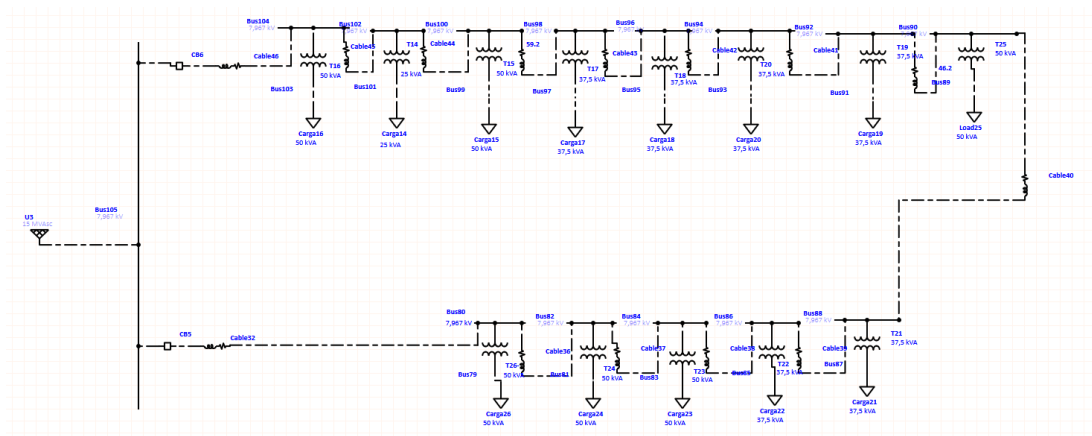 Bus104
7,967 kV
Bus102
Bus100
7,967 kV
Bus98
7,967 kV
Bus96
7,967 kV
Bus94
Bus92
7,967 kV
Bus90
CB6
Cable46
Cable45
T14
Cable44
59.2
Cable43
Cable42
Cable41
T19
37,5 kVA
T25
50 kVA
T16
50 kVA
25 kVA
T15
50 kVA
T17
37,5 kVA
T18
37,5 kVA
T20
37,5 kVA
46.2
Bus89
Bus103
Bus101
Bus99
Bus97
Bus95
Bus93
Bus91
Carga16
50 kVA
Carga14
25 kVA
Carga15
50 kVA
Carga17
37,5 kVA
Carga18
37,5 kVA
Carga20
37,5 kVA
Carga19
37,5 kVA
Load25
50 kVA
Cable40
U3
15 MVAsc
Bus105
7,967 kV
CB5
Cable32
Bus80
7,967 kV
Bus82
7,967 kV
Bus84
7,967 kV
Bus86
7,967 kV
Bus88
7,967 kV
T21
37,5 kVA
Cable36
Cable37
Cable38
Bus79
T26
50 kVA
Bus81
T24
50 kVA
Bus83
T23
50 kVA
T22
37,5 kVA
Bus87
Carga26
50 kVA
Carga24
50 kVA
Carga23
50 kVA
Carga22
37,5 kVA
Carga21
37,5 kVA